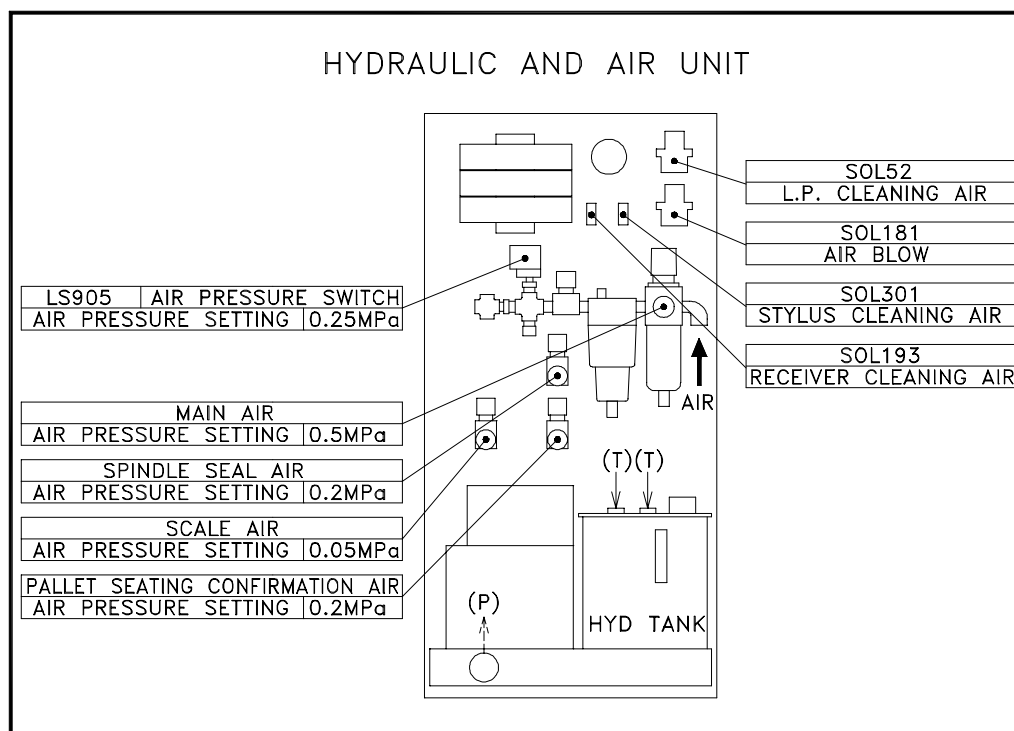 HYDRAULIC AND AIR UNIT
SOL52
L.P. CLEANING AIR
SOL181
AIR BLOW
SOL301
STYLUS CLEANING AIR
SOL193
RECEIVER CLEANING AIR
LS905 AIR PRESSURE SWITCH
AIR PRESSURE SETTING 0.25MPa
MAIN AIR
AIR PRESSURE SETTING 0.5MPa
SPINDLE SEAL AIR
AIR PRESSURE SETTING 0.2MPa
SCALE AIR
AIR PRESSURE SETTING 0.05MPa
PALLET SEATING CONFIRMATION AIR
AIR PRESSURE SETTING 0.2MPa
AIR
(T) (T)
(P)
HYD TANK